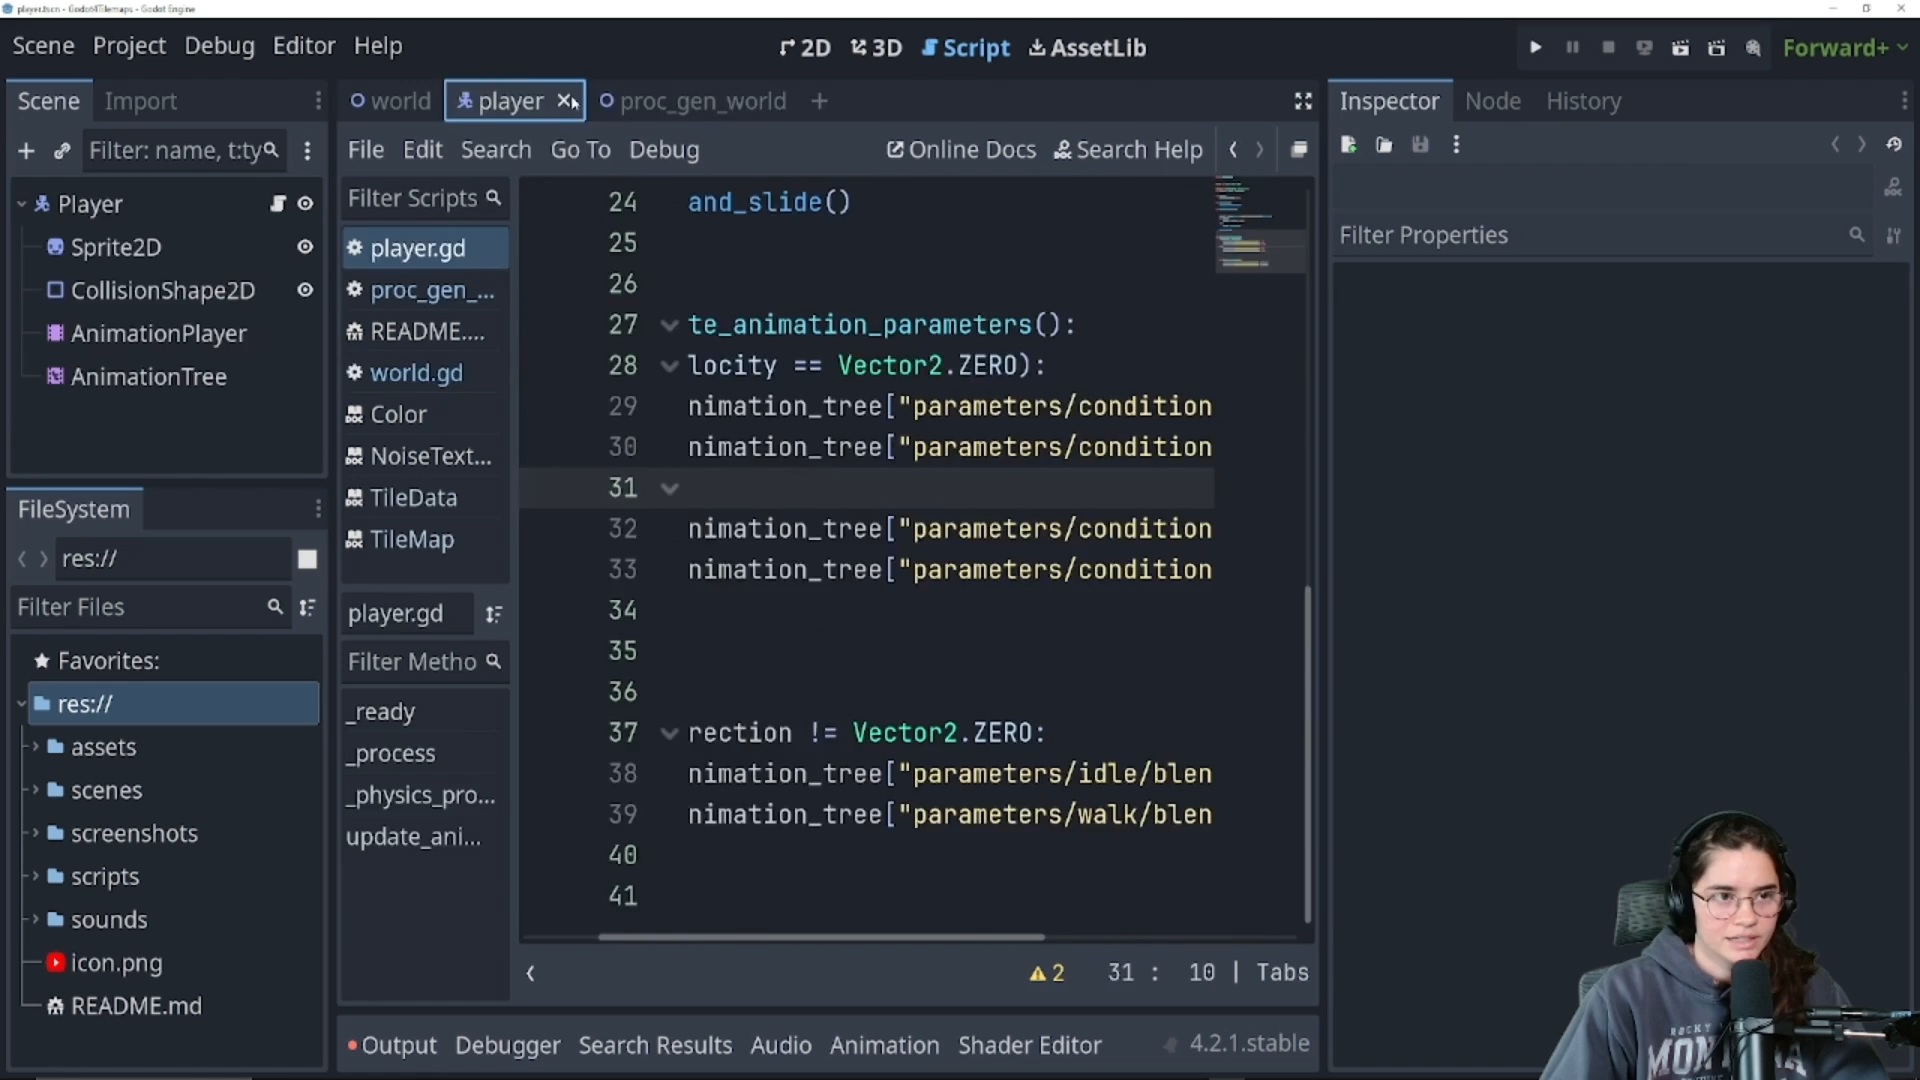 player.tscn - Godot4Tilemaps - Godot Engine
Scene Project Debug Editor Help
2D 3D Script AssetLib
Forward+
Scene Import
world player proc_gen_world
Inspector Node History
Filter: name, t:ty
File Edit Search Go To Debug
Online Docs Search Help
Player
Sprite2D
CollisionShape2D
AnimationPlayer
AnimationTree
Filter Scripts
player.gd
proc_gen_...
README....
world.gd
Color
NoiseText...
TileData
TileMap
player.gd
Filter Metho
_ready
_process
_physics_pro...
update_ani...
24 and_slide()
25
26
27 te_animation_parameters():
28 locity == Vector2.ZERO):
29 nimation_tree["parameters/condition
30 nimation_tree["parameters/condition
31
32 nimation_tree["parameters/condition
33 nimation_tree["parameters/condition
34
35
36
37 rection != Vector2.ZERO:
38 nimation_tree["parameters/idle/blen
39 nimation_tree["parameters/walk/blen
40
41
2 31 : 10 | Tabs
Filter Properties
FileSystem
res://
Filter Files
Favorites:
res://
assets
scenes
screenshots
scripts
sounds
icon.png
README.md
Output Debugger Search Results Audio Animation Shader Editor
4.2.1.stable
ROCKY